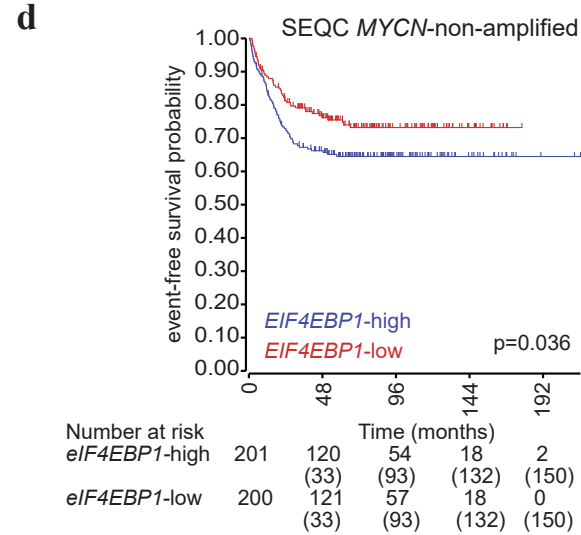 d
SEQC MYCN-non-amplified
event-free survival probability
1.00
0.90
0.80
0.70
0.60
0.50
0.40
0.30
0.20
0.10
0.00
EIF4EBP1-high
EIF4EBP1-low
p=0.036
0 48 96 144 192
Number at risk Time (months)
eIF4EBP1-high 201 120 54 18 2
(33) (93) (132) (150)
eIF4EBP1-low 200 121 57 18 0
(33) (93) (132) (150)